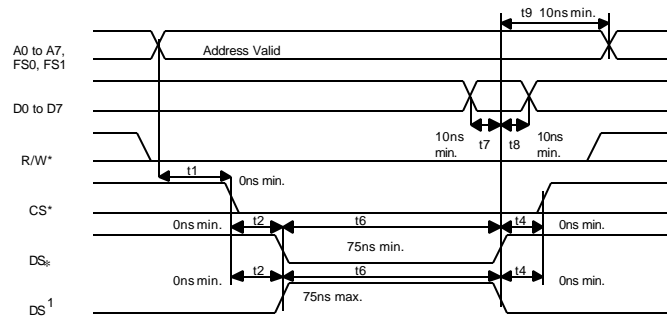 t9 10ns min.
A0 to A7,
FS0, FS1
Address Valid
D0 to D7
10ns
min.
t7
t8
10ns
min.
R/W*
t1
0ns min.
CS*
0ns min.
t2
t6
t4
0ns min.
75ns min.
DS*
0ns min.
t2
t6
t4
0ns min.
75ns max.
DS1